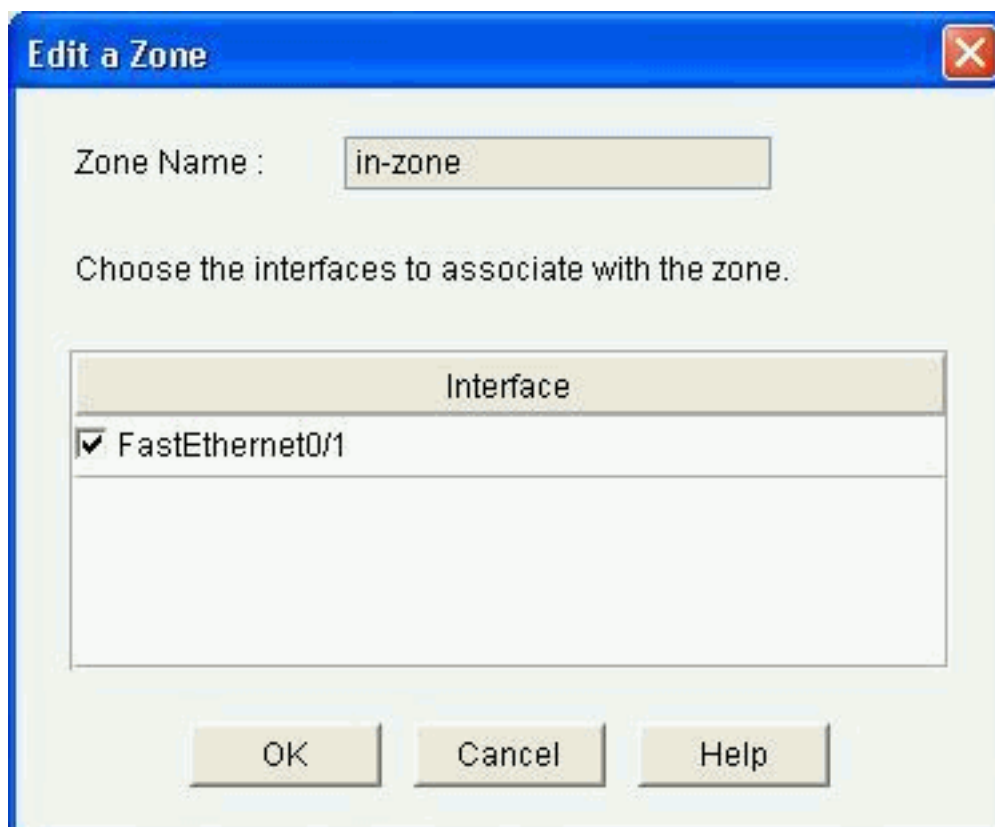 Edit a Zone
Zone Name : in-zone
Choose the interfaces to associate with the zone.
Interface
FastEthernet0/1
OK Cancel Help